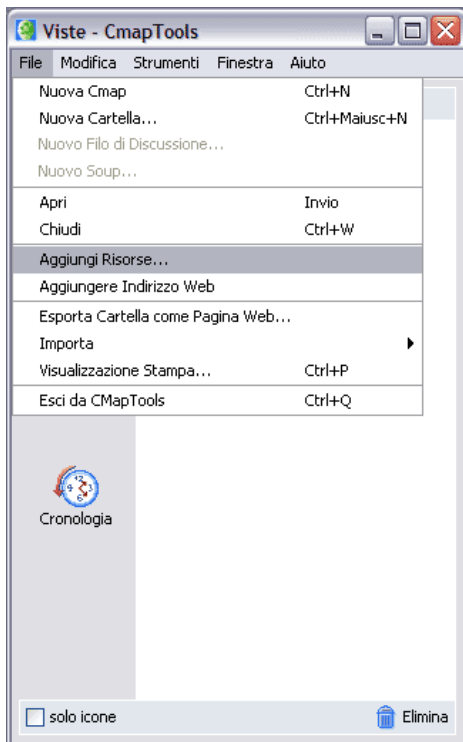 Viste - CmapTools
File Modifica Strumenti Finestra Aiuto
Nuova Cmap Ctrl+N
Nuova Cartella... Ctrl+Maiusc+N
Nuovo Filo di Discussione...
Nuovo Soup...
Apri Invio
Chiudi Ctrl+W
Aggiungi Risorse...
Aggiungere Indirizzo Web
Esporta Cartella come Pagina Web...
Importa
Visualizzazione Stampa... Ctrl+P
Esci da CMapTools Ctrl+Q
Cronologia
solo icone Elimina